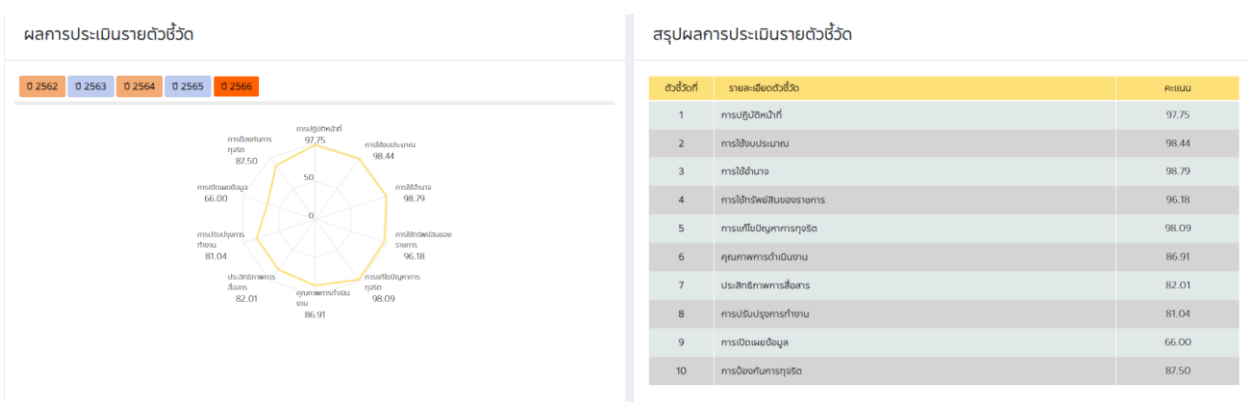 ผลการประเมินรายตัวชี้วัด
ปี 2562 ปี 2563 ปี 2564 ปี 2565 ปี 2566
การปฏิบัติหน้าที่
97.75
การใช้งบประมาณ
98.44
การใช้อำนาจ
98.79
การใช้ทรัพย์สินของ
ราชการ
96.18
การแก้ไขปัญหาการ
ทุจริต
98.09
คุณภาพการดำเนิน
งาน
86.91
ประสิทธิภาพการ
สื่อสาร
82.01
การปรับปรุงการ
ทำงาน
81.04
การเปิดเผยข้อมูล
66.00
การป้องกันการ
ทุจริต
87.50
50
0
สรุปผลการประเมินรายตัวชี้วัด
ตัวชี้วัดที่ รายละเอียดตัวชี้วัด คะแนน
1 การปฏิบัติหน้าที่ 97.75
2 การใช้งบประมาณ 98.44
3 การใช้อำนาจ 98.79
4 การใช้ทรัพย์สินของราชการ 96.18
5 การแก้ไขปัญหาการทุจริต 98.09
6 คุณภาพการดำเนินงาน 86.91
7 ประสิทธิภาพการสื่อสาร 82.01
8 การปรับปรุงการทำงาน 81.04
9 การเปิดเผยข้อมูล 66.00
10 การป้องกันการทุจริต 87.50